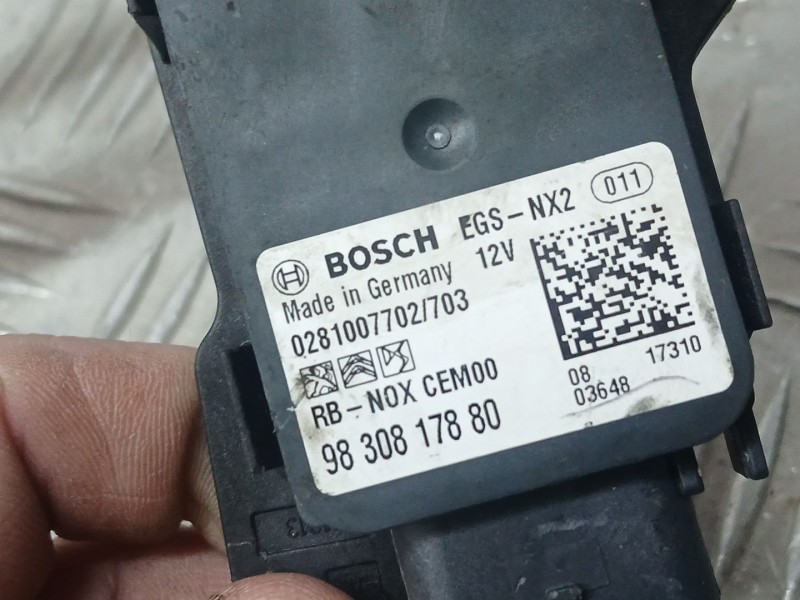 BOSCH EGS-NX2 011
Made in Germany 12V
0281007702/703
RB-NOX CEM00
98 308 178 80
08 17310
03648